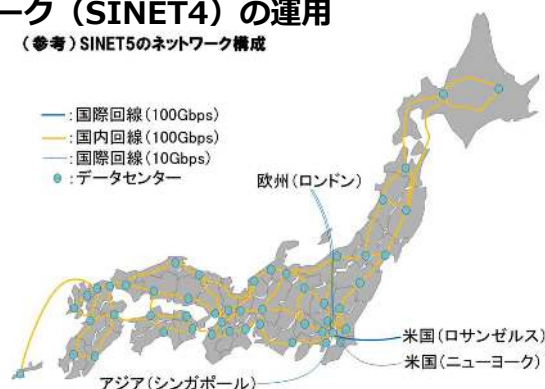 ーク（SINET4）の運用
（参考）SINET5のネットワーク構成
：国際回線（100Gbps）
：国内回線（100Gbps）
：国際回線（10Gbps）
：データセンター
欧州（ロンドン）
米国（ロサンゼルス）
米国（ニューヨーク）
アジア（シンガポール）